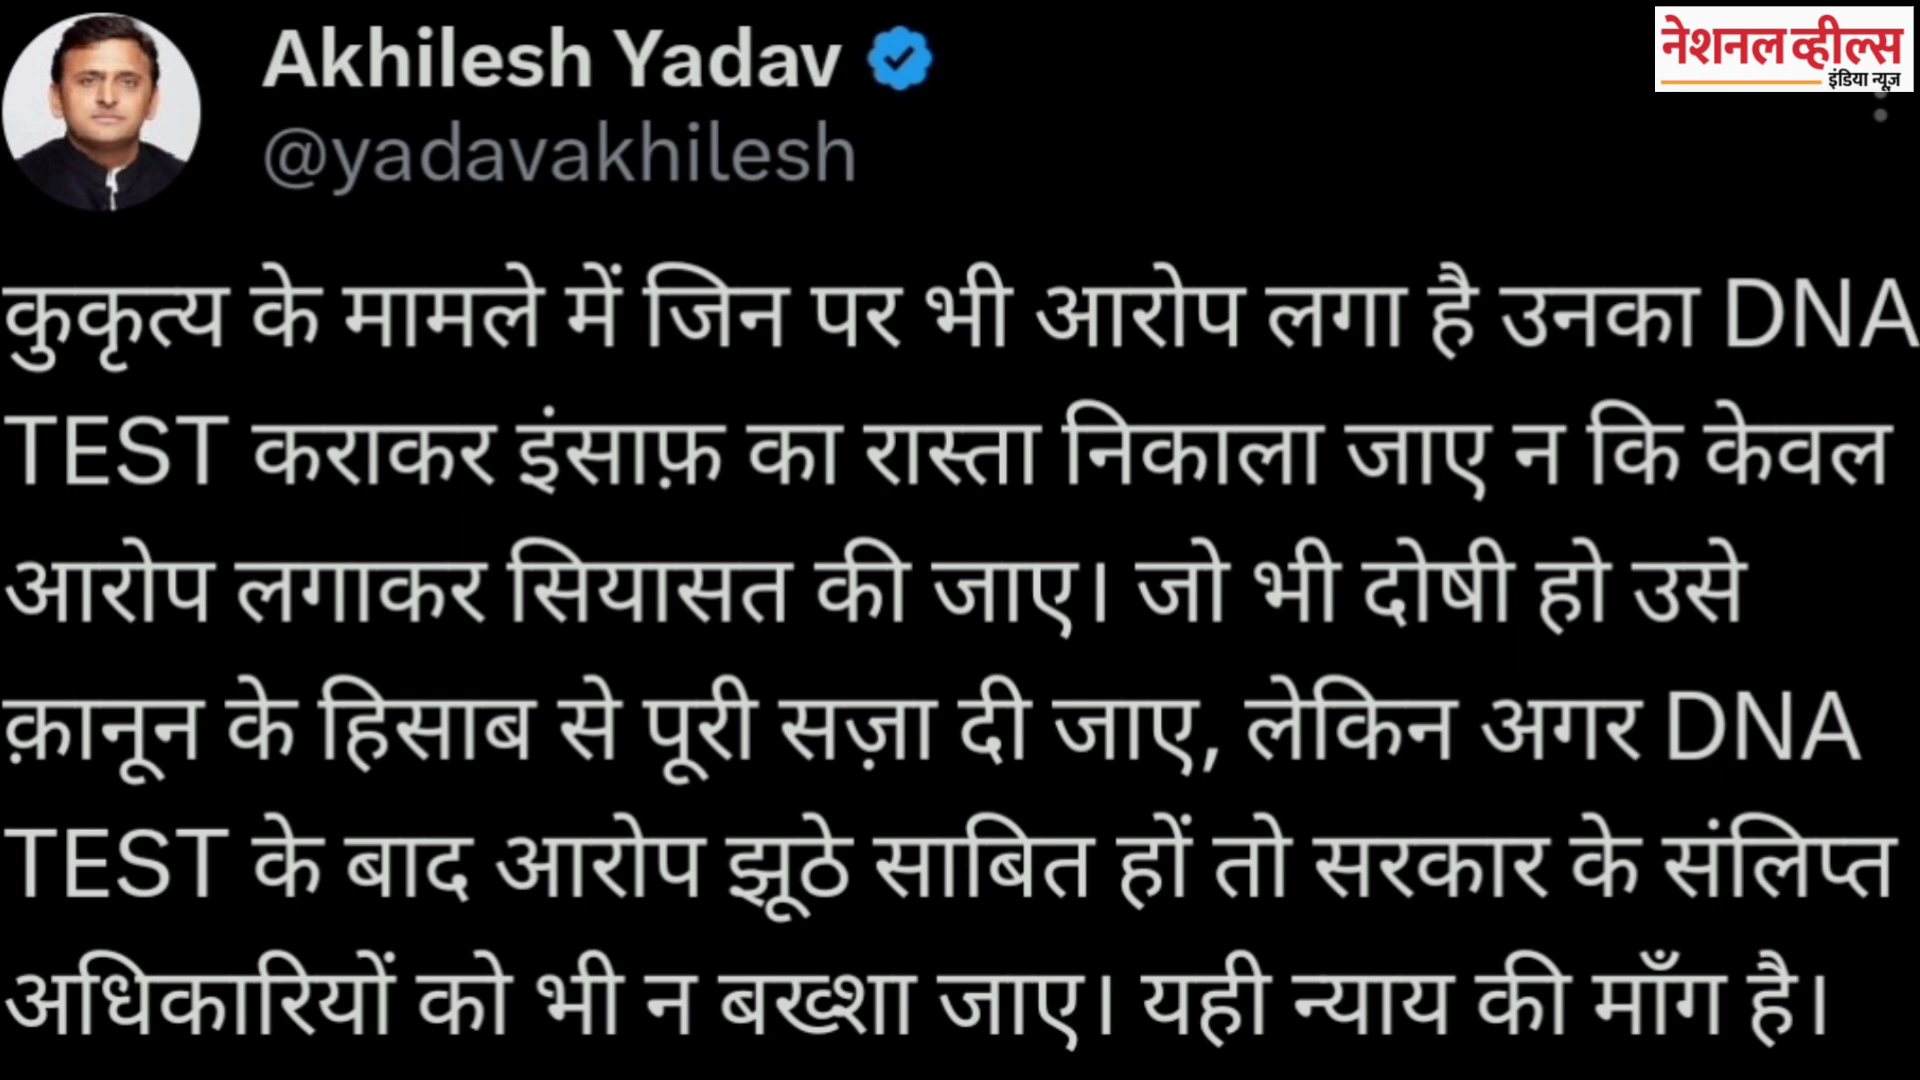 Akhilesh Yadav
नेशनल व्हील्स
इंडिया न्यूज़
@yadavakhilesh
कुकृत्य के मामले में जिन पर भी आरोप लगा है उनका DNA
TEST कराकर इंसाफ़ का रास्ता निकाला जाए न कि केवल
आरोप लगाकर सियासत की जाए। जो भी दोषी हो उसे
क़ानून के हिसाब से पूरी सज़ा दी जाए, लेकिन अगर DNA
TEST के बाद आरोप झूठे साबित हों तो सरकार के संलिप्त
अधिकारियों को भी न बख्शा जाए। यही न्याय की माँग है।